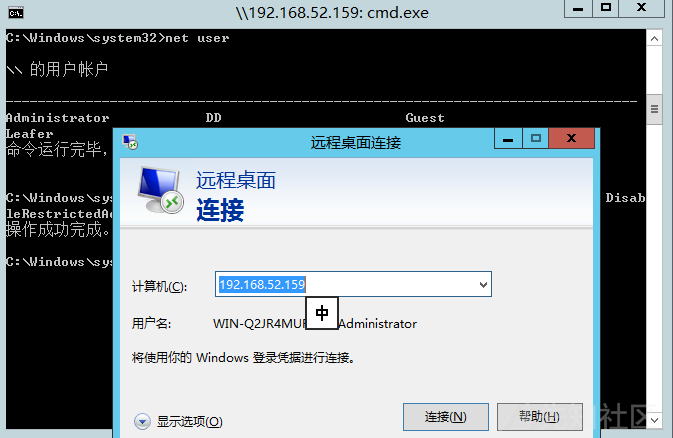 \\192.168.52.159: cmd.exe
C:\Windows\system32>net user
\\ 的用户帐户
-------------------------------------------------------------------------------
Administrator DD Guest
Leafer
命令运行完毕，
C:\Windows\sys Disab
leRestrictedAd
操作成功完成。
C:\Windows\sys
远程桌面连接
远程桌面
连接
计算机(C): 192.168.52.159
中
用户名: WIN-Q2JR4MU Administrator
将使用你的 Windows 登录凭据进行连接。
显示选项(O) 连接(N) 帮助(H)
社区